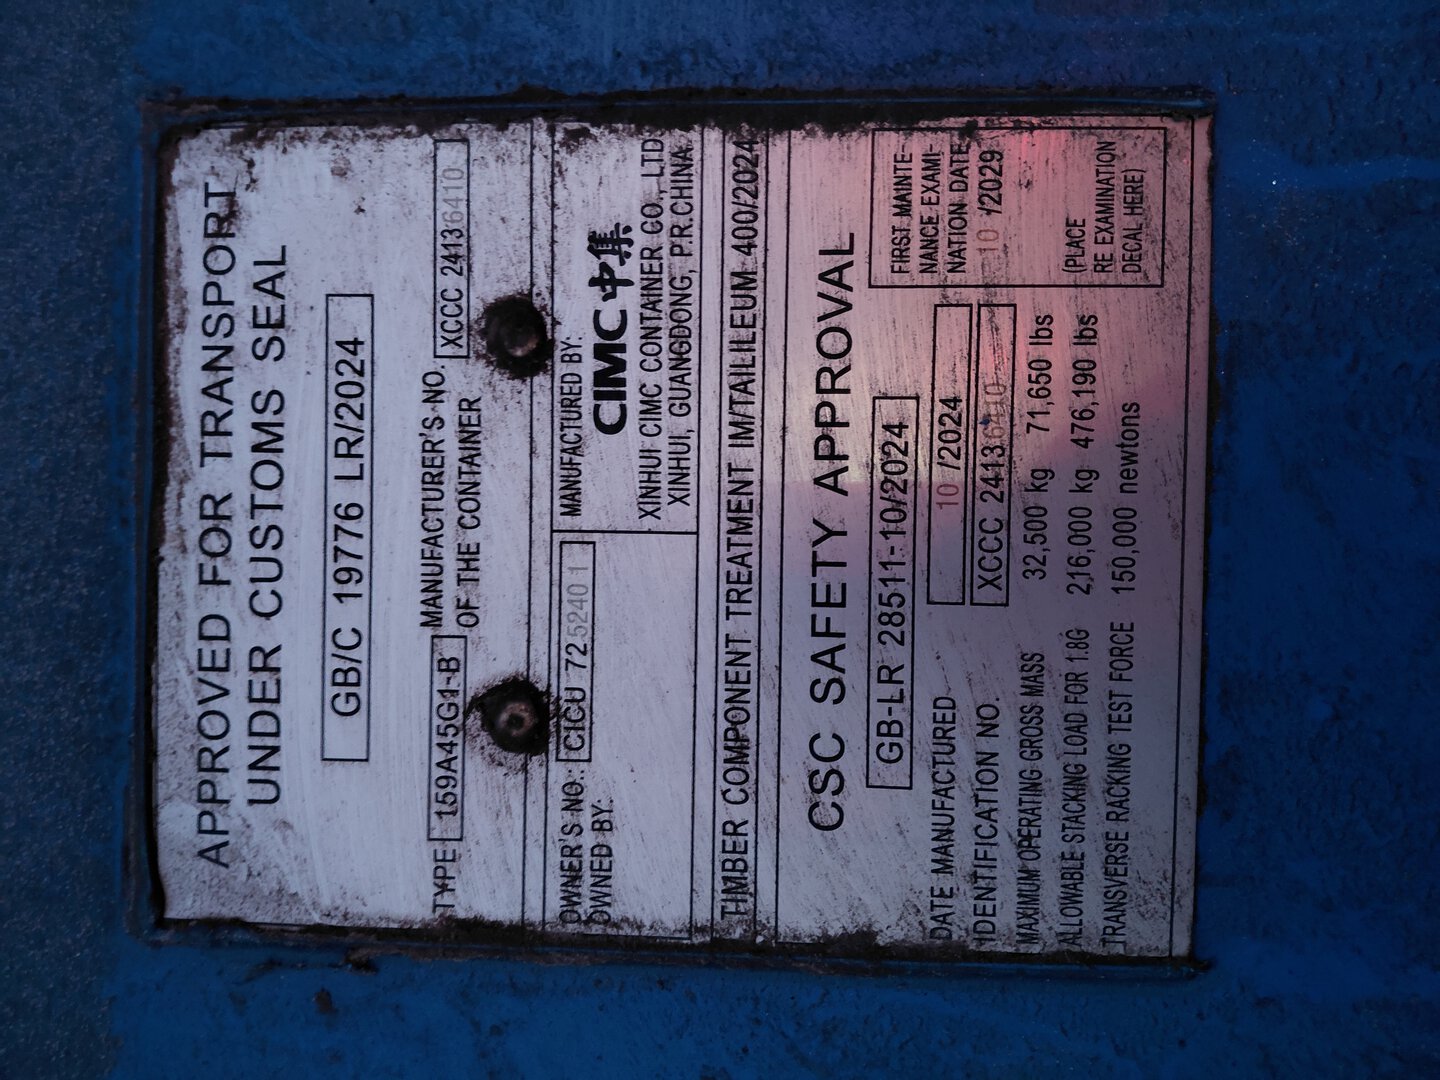 APPROVED FOR TRANSPORT
UNDER CUSTOMS SEAL
GB/C 19776 LR/2024
TYPE 159A45G1-B MANUFACTURER'S NO. OF THE CONTAINER XCCC 24136410
OWNER'S NO.: CICU 725240 1
OWNED BY:
MANUFACTURED BY:
CIMC 中集
XINHUI CIMC CONTAINER CO., LTD
XINHUI, GUANGDONG, P.R.CHINA.
TIMBER COMPONENT TREATMENT IM/TAILILEUM 400/2024
CSC SAFETY APPROVAL
GB-LR 28511-10/2024
DATE MANUFACTURED 10 /2024
IDENTIFICATION NO. XCCC 24136410
MAXIMUM OPERATING GROSS MASS 32,500 kg 71,650 lbs
ALLOWABLE STACKING LOAD FOR 1.8G 216,000 kg 476,190 lbs
TRANSVERSE RACKING TEST FORCE 150,000 newtons
FIRST MAINTE-
NANCE EXAMI-
NATION DATE
10 /2029
(PLACE
RE EXAMINATION
DECAL HERE)